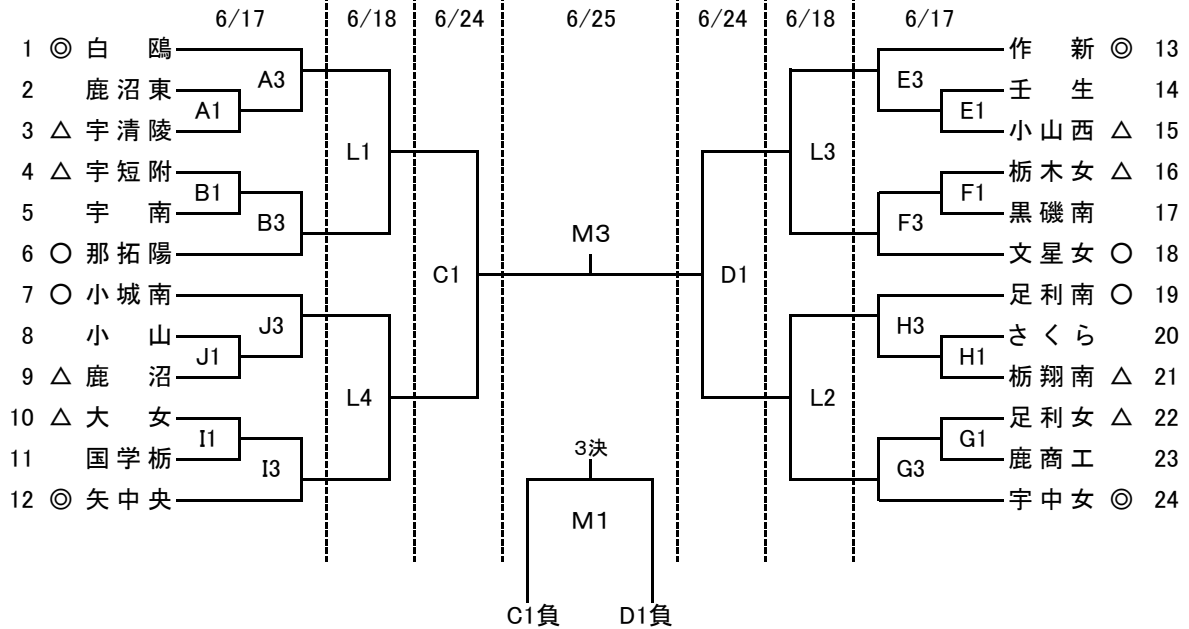 6/17 6/18 6/24 6/25 6/24 6/18 6/17
1 ◎ 白 鴎 作 新 ◎ 13
A3 E3
2 鹿沼東 壬 生 14
A1 E1
3 △ 宇清陵 小山西 △ 15
L1 L3
4 △ 宇短附 栃木女 △ 16
B1 F1
5 宇 南 黒磯南 17
B3 F3
M3
6 ○ 那拓陽 文星女 ○ 18
C1 D1
7 ○ 小城南 足利南 ○ 19
J3 H3
8 小 山 さくら 20
J1 H1
9 △ 鹿 沼 栃翔南 △ 21
L4 L2
10 △ 大 女 足利女 △ 22
I1 G1
3決
11 国学栃 鹿商工 23
I3 G3
12 ◎ 矢中央 宇中女 ◎ 24
M1
C1負 D1負